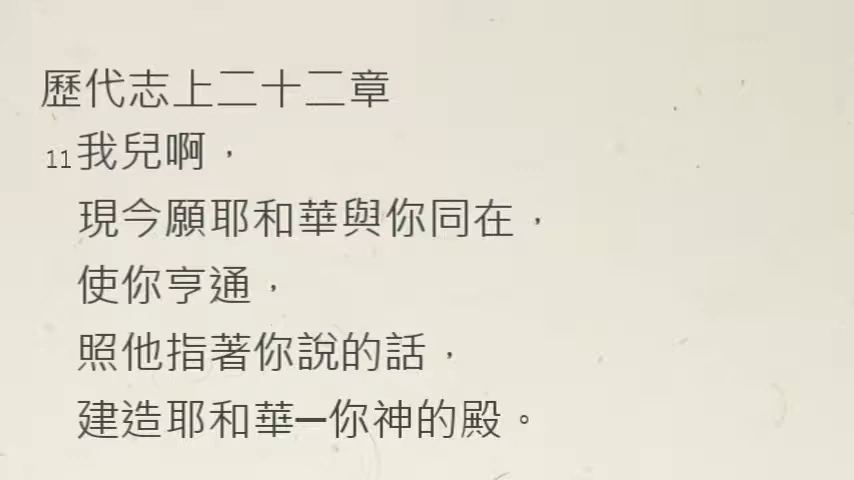 歷代志上二十二章
11我兒啊，
現今願耶和華與你同在，
使你亨通，
照他指著你說的話，
建造耶和華—你神的殿。